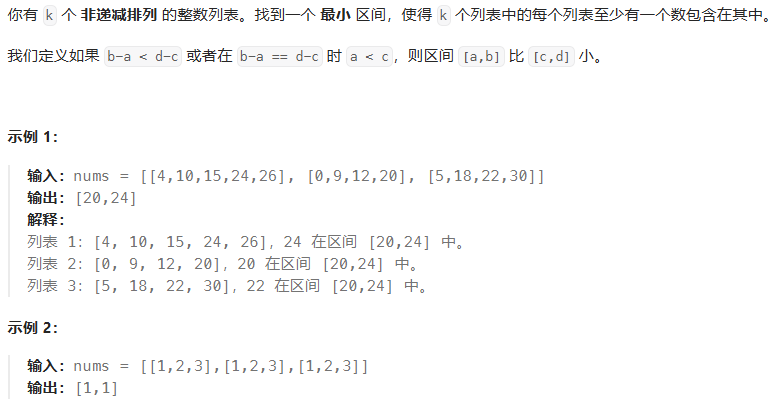 你有 k 个 非递减排列 的整数列表。找到一个 最小 区间，使得 k 个列表中的每个列表至少有一个数包含在其中。
我们定义如果 b-a < d-c 或者在 b-a == d-c 时 a < c，则区间 [a,b] 比 [c,d] 小。
示例 1：
输入：nums = [[4,10,15,24,26], [0,9,12,20], [5,18,22,30]]
输出：[20,24]
解释：
列表 1：[4, 10, 15, 24, 26]，24 在区间 [20,24] 中。
列表 2：[0, 9, 12, 20]，20 在区间 [20,24] 中。
列表 3：[5, 18, 22, 30]，22 在区间 [20,24] 中。
示例 2：
输入：nums = [[1,2,3],[1,2,3],[1,2,3]]
输出：[1,1]